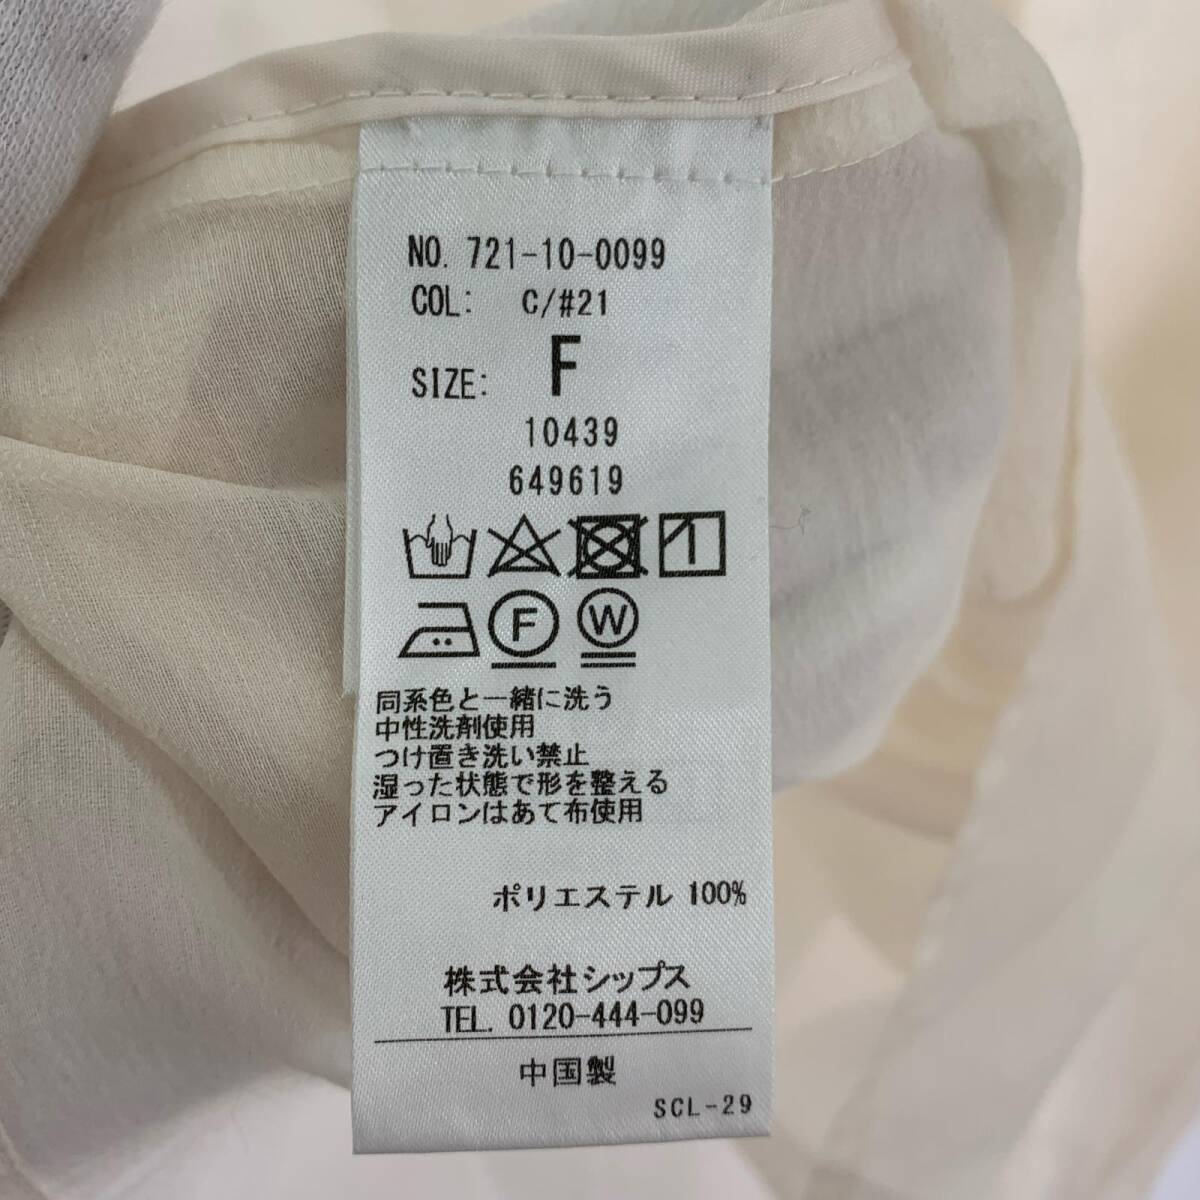 NO. 721-10-0099
COL: C/#21
SIZE: F
10439
649619
F W
同系色と一緒に洗う
中性洗剤使用
つけ置き洗い禁止
湿った状態で形を整える
アイロンはあて布使用
ポリエステル 100%
株式会社シップス
TEL. 0120-444-099
中国製
SCL-29